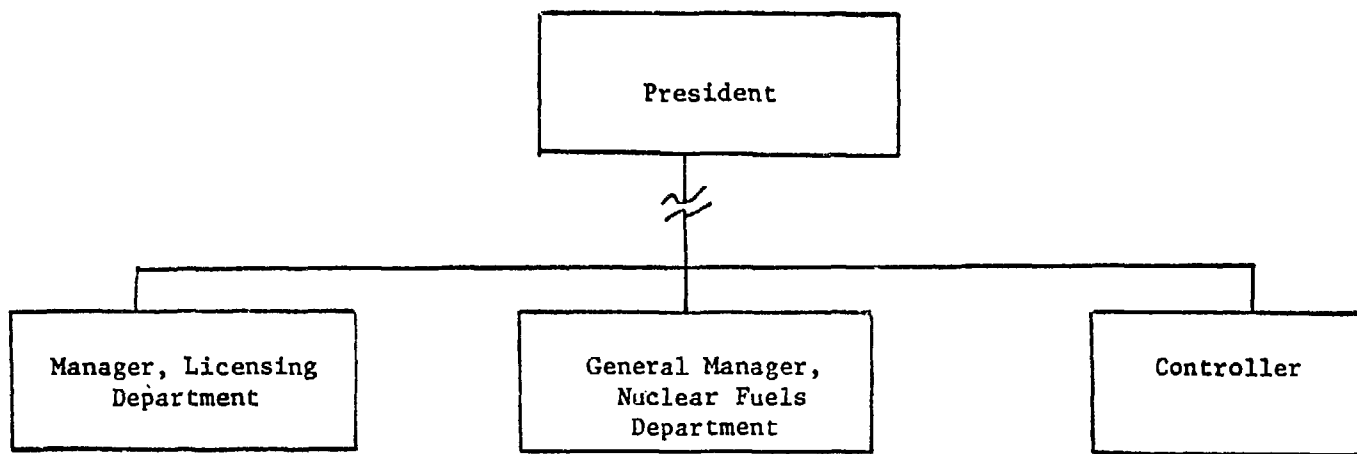 President
Manager, Licensing
Department
General Manager,
Nuclear Fuels
Department
Controller